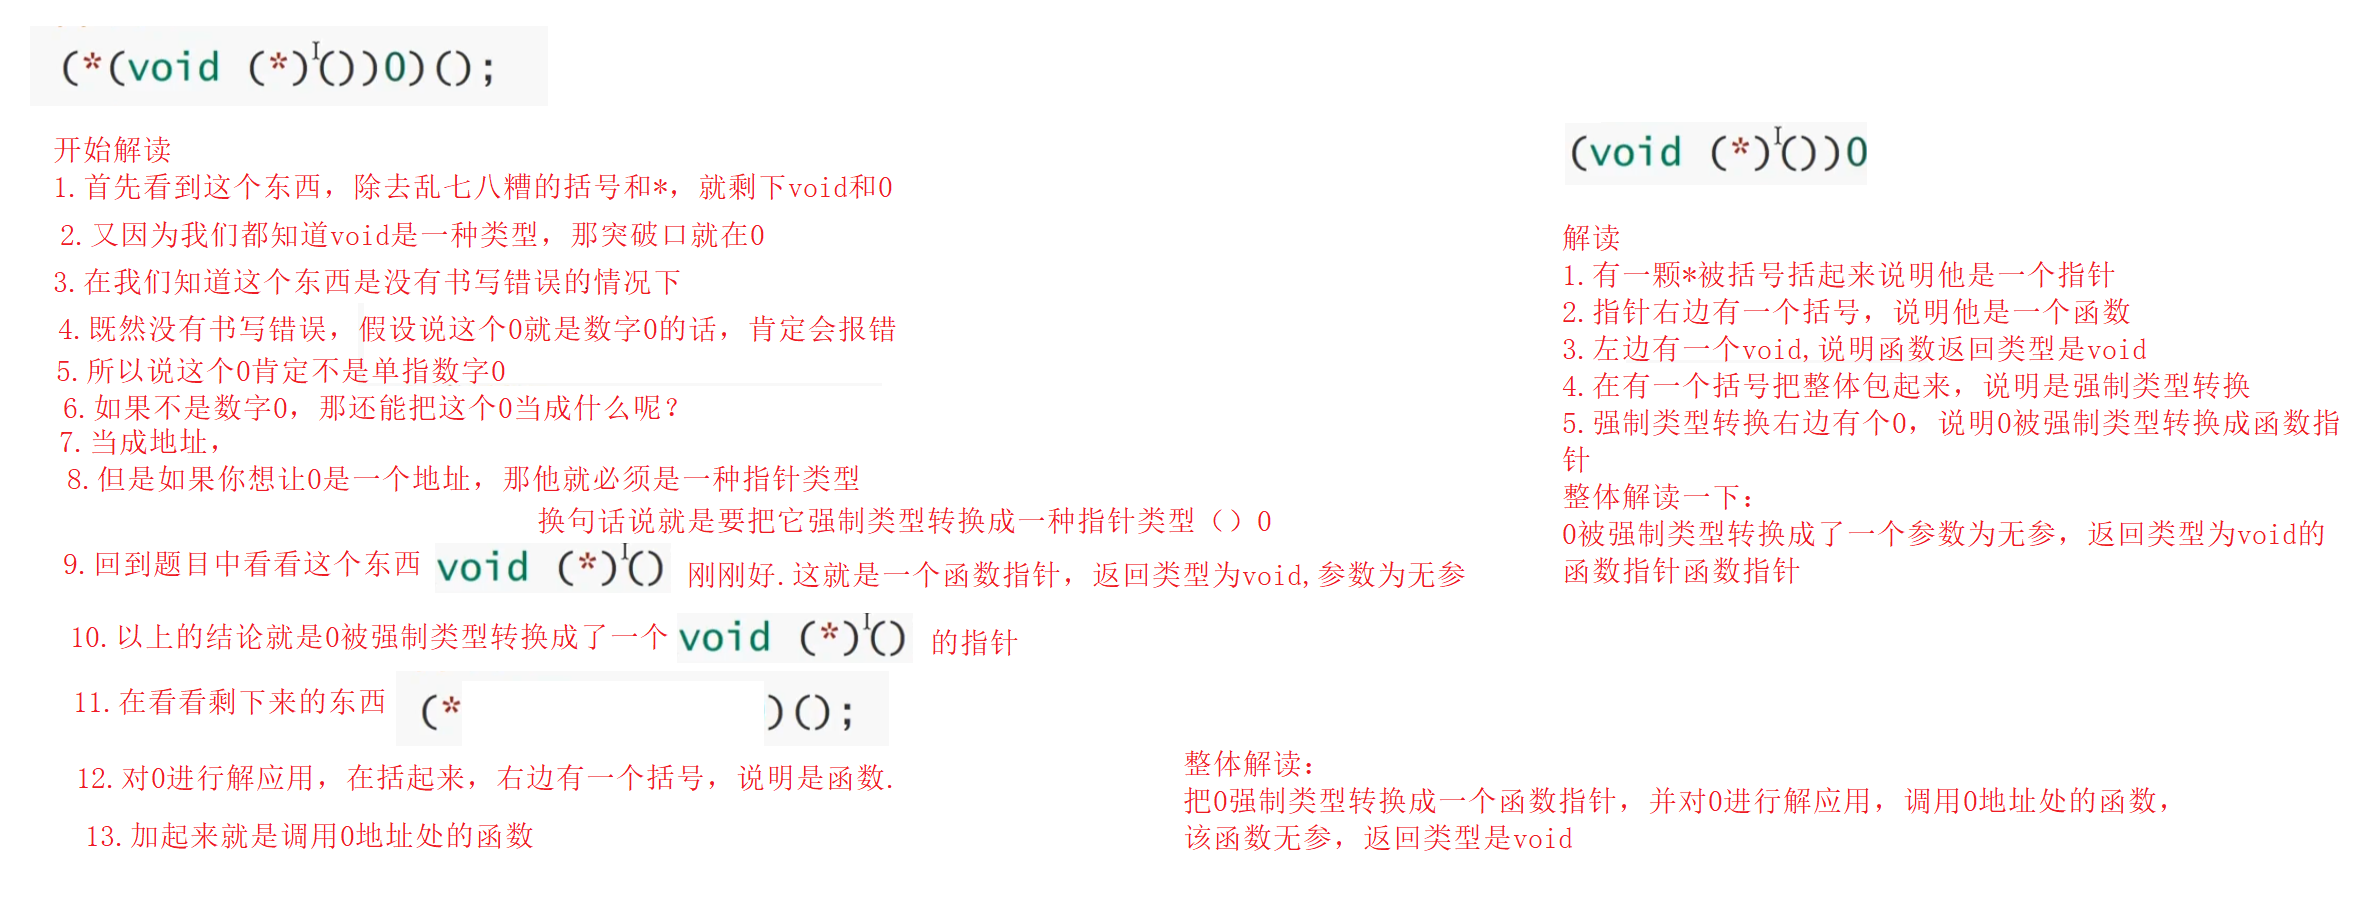 (*(void (*)())0)();
开始解读
1.首先看到这个东西，除去乱七八糟的括号和*，就剩下void和0
2.又因为我们都知道void是一种类型，那突破口就在0
3.在我们知道这个东西是没有书写错误的情况下
4.既然没有书写错误，假设说这个0就是数字0的话，肯定会报错
5.所以说这个0肯定不是单指数字0
6.如果不是数字0，那还能把这个0当成什么呢？
7.当成地址，
8.但是如果你想让0是一个地址，那他就必须是一种指针类型
换句话说就是要把它强制类型转换成一种指针类型（）0
9.回到题目中看看这个东西 void (*)() 刚刚好.这就是一个函数指针，返回类型为void,参数为无参
10.以上的结论就是0被强制类型转换成了一个 void (*)() 的指针
11.在看看剩下来的东西 (* )();
12.对0进行解应用，在括起来，右边有一个括号，说明是函数.
13.加起来就是调用0地址处的函数
(void (*)())0
解读
1.有一颗*被括号括起来说明他是一个指针
2.指针右边有一个括号，说明他是一个函数
3.左边有一个void,说明函数返回类型是void
4.在有一个括号把整体包起来，说明是强制类型转换
5.强制类型转换右边有个0，说明0被强制类型转换成函数指
针
整体解读一下：
0被强制类型转换成了一个参数为无参，返回类型为void的
函数指针函数指针
整体解读：
把0强制类型转换成一个函数指针，并对0进行解应用，调用0地址处的函数，
该函数无参，返回类型是void